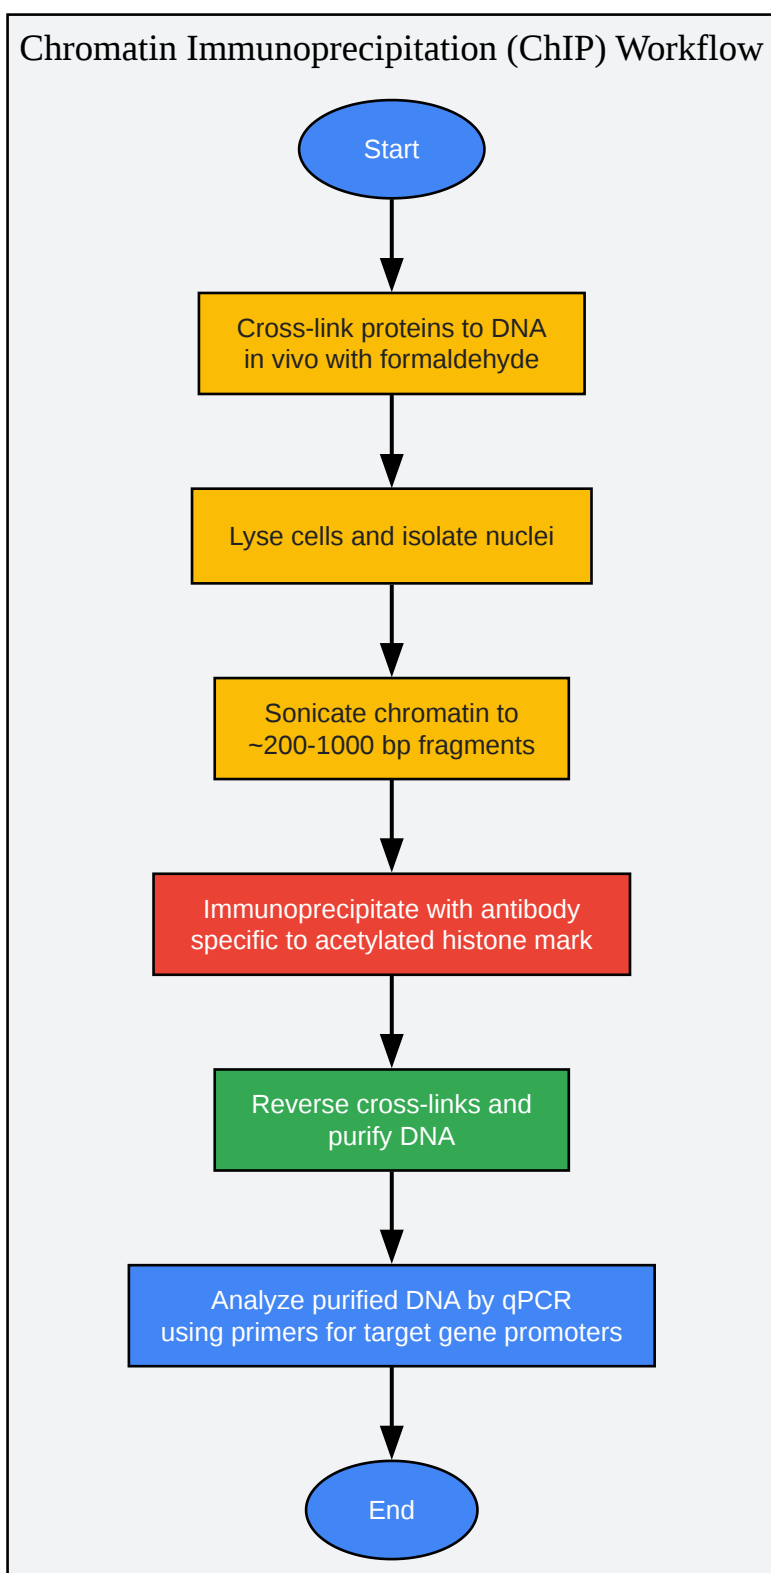 Chromatin Immunoprecipitation (ChIP) Workflow
Start
Cross-link proteins to DNA
in vivo with formaldehyde
Lyse cells and isolate nuclei
Sonicate chromatin to
~200-1000 bp fragments
Immunoprecipitate with antibody
specific to acetylated histone mark
Reverse cross-links and
purify DNA
Analyze purified DNA by qPCR
using primers for target gene promoters
End